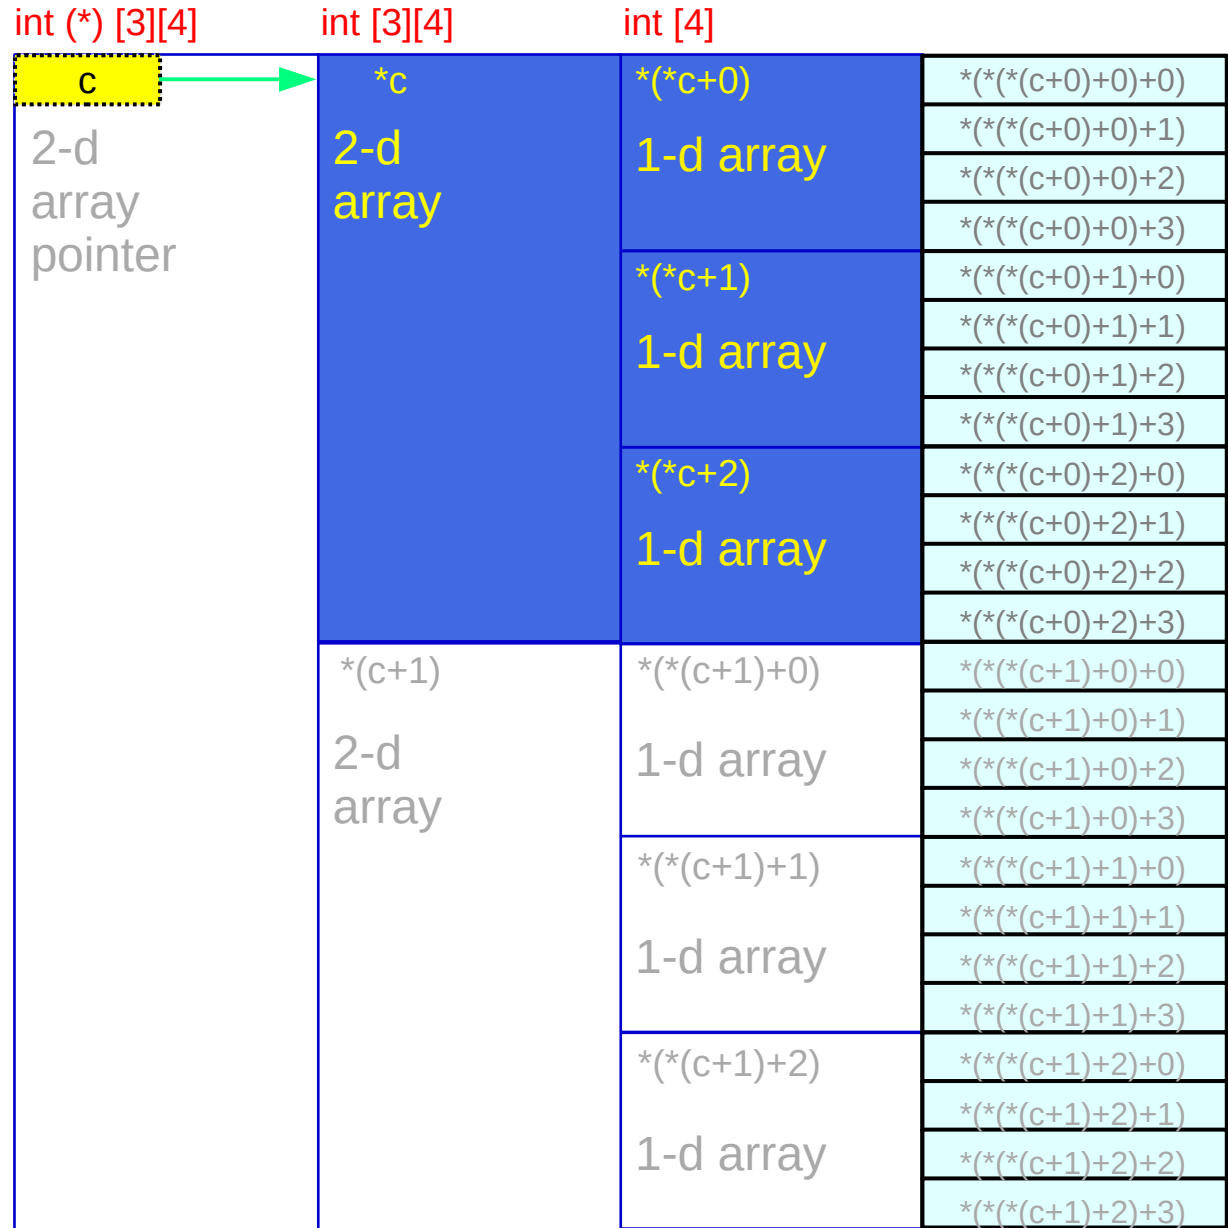 int (*) [3][4]
int [3][4]
int [4]
c
2-d
array
pointer
*c
2-d
array
*(c+1)
2-d
array
*(*c+0)
1-d array
*(*c+1)
1-d array
*(*c+2)
1-d array
*(*(c+1)+0)
1-d array
*(*(c+1)+1)
1-d array
*(*(c+1)+2)
1-d array
*(*(*(c+0)+0)+0)
*(*(*(c+0)+0)+1)
*(*(*(c+0)+0)+2)
*(*(*(c+0)+0)+3)
*(*(*(c+0)+1)+0)
*(*(*(c+0)+1)+1)
*(*(*(c+0)+1)+2)
*(*(*(c+0)+1)+3)
*(*(*(c+0)+2)+0)
*(*(*(c+0)+2)+1)
*(*(*(c+0)+2)+2)
*(*(*(c+0)+2)+3)
*(*(*(c+1)+0)+0)
*(*(*(c+1)+0)+1)
*(*(*(c+1)+0)+2)
*(*(*(c+1)+0)+3)
*(*(*(c+1)+1)+0)
*(*(*(c+1)+1)+1)
*(*(*(c+1)+1)+2)
*(*(*(c+1)+1)+3)
*(*(*(c+1)+2)+0)
*(*(*(c+1)+2)+1)
*(*(*(c+1)+2)+2)
*(*(*(c+1)+2)+3)